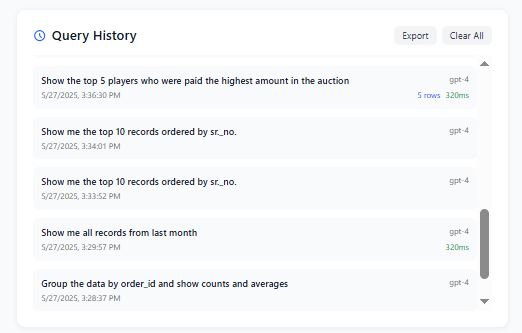 Query History
Export
Clear All
Show the top 5 players who were paid the highest amount in the auction
gpt-4
5/27/2025, 3:36:30 PM
5 rows 320ms
Show me the top 10 records ordered by sr._no.
gpt-4
5/27/2025, 3:34:01 PM
Show me the top 10 records ordered by sr._no.
gpt-4
5/27/2025, 3:33:52 PM
Show me all records from last month
gpt-4
5/27/2025, 3:29:57 PM
320ms
Group the data by order_id and show counts and averages
gpt-4
5/27/2025, 3:28:37 PM